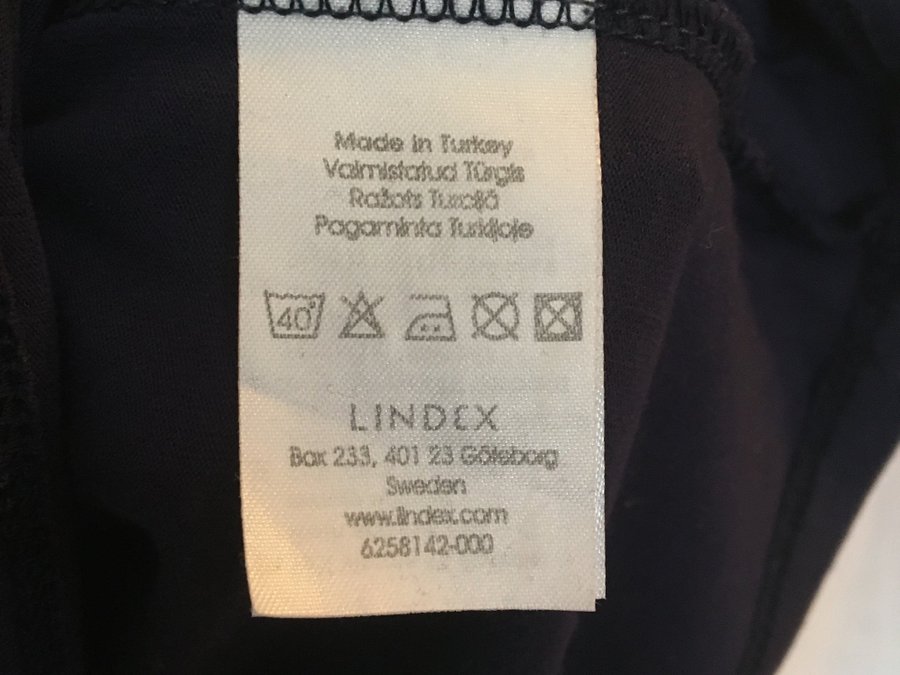 Made in Turkey
Valmistatud Türgis
Ražots Turcijā
Pagaminta Turkijoje
40°
LINDEX
Box 233, 401 23 Göteborg
Sweden
www.lindex.com
6258142-000